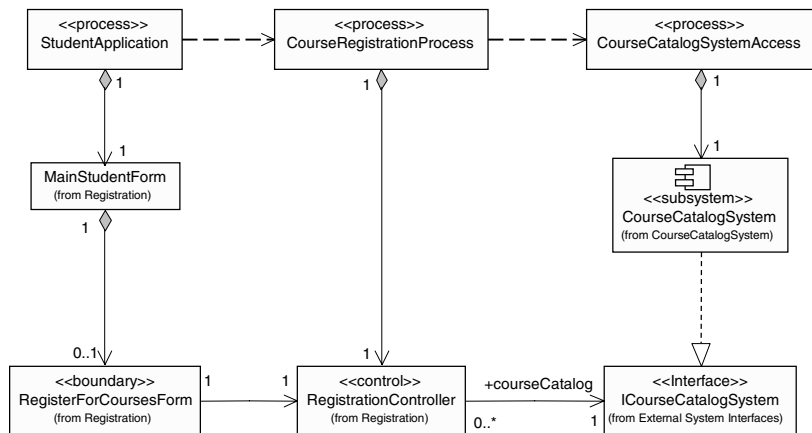 <<process>>
StudentApplication
<<process>>
CourseRegistrationProcess
<<process>>
CourseCatalogSystemAccess
1
1
1
1
1
MainStudentForm
(from Registration)
1
<<subsystem>>
CourseCatalogSystem
(from CourseCatalogSystem)
0..1
1
<<boundary>>
RegisterForCoursesForm
(from Registration)
1
1
<<control>>
RegistrationController
(from Registration)
+courseCatalog
0..*
1
<<Interface>>
ICourseCatalogSystem
(from External System Interfaces)